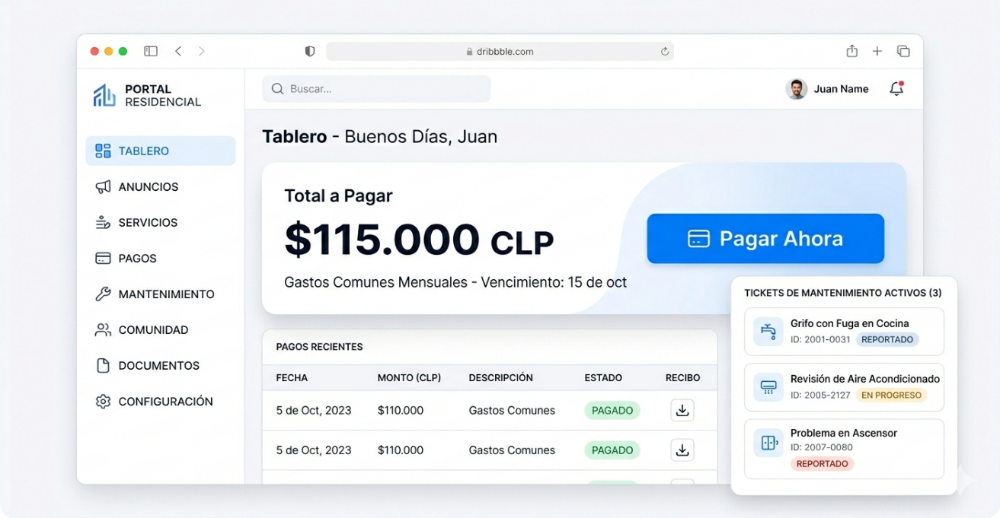 dribbble.com
PORTAL
RESIDENCIAL
Buscar...
Juan Name
TABLERO
ANUNCIOS
SERVICIOS
PAGOS
MANTENIMIENTO
COMUNIDAD
DOCUMENTOS
CONFIGURACIÓN
Tablero - Buenos Días, Juan
Total a Pagar
$115.000 CLP
Gastos Comunes Mensuales - Vencimiento: 15 de oct
Pagar Ahora
PAGOS RECIENTES
FECHA MONTO (CLP) DESCRIPCIÓN ESTADO RECIBO
5 de Oct, 2023 $110.000 Gastos Comunes PAGADO
5 de Oct, 2023 $110.000 Gastos Comunes PAGADO
TICKETS DE MANTENIMIENTO ACTIVOS (3)
Grifo con Fuga en Cocina
ID: 2001-0031 REPORTADO
Revisión de Aire Acondicionado
ID: 2005-2127 EN PROGRESO
Problema en Ascensor
ID: 2007-0080
REPORTADO